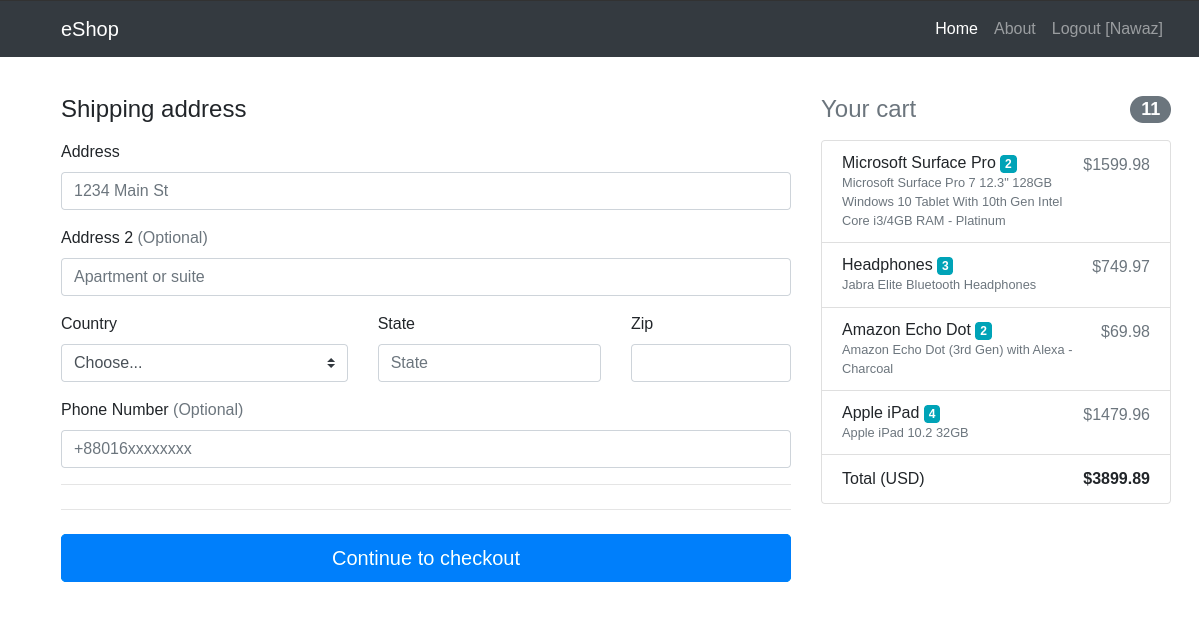 eShop
Home About Logout [Nawaz]
Shipping address
Address
1234 Main St
Address 2 (Optional)
Apartment or suite
Country State Zip
Choose... State
Phone Number (Optional)
+88016xxxxxxxx
Continue to checkout
Your cart 11
Microsoft Surface Pro 2 $1599.98
Microsoft Surface Pro 7 12.3" 128GB
Windows 10 Tablet With 10th Gen Intel
Core i3/4GB RAM - Platinum
Headphones 3 $749.97
Jabra Elite Bluetooth Headphones
Amazon Echo Dot 2 $69.98
Amazon Echo Dot (3rd Gen) with Alexa -
Charcoal
Apple iPad 4 $1479.96
Apple iPad 10.2 32GB
Total (USD) $3899.89